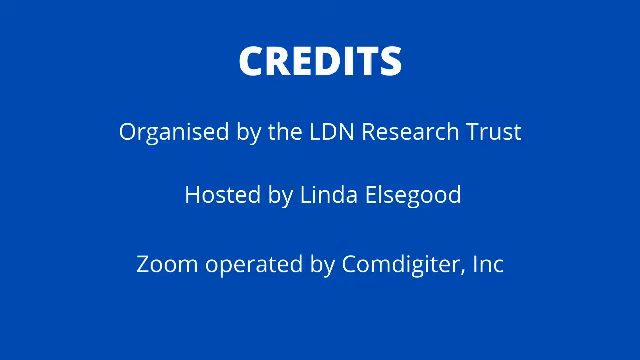 CREDITS
Organised by the LDN Research Trust
Hosted by Linda Elsegood
Zoom operated by Comdigiter, Inc